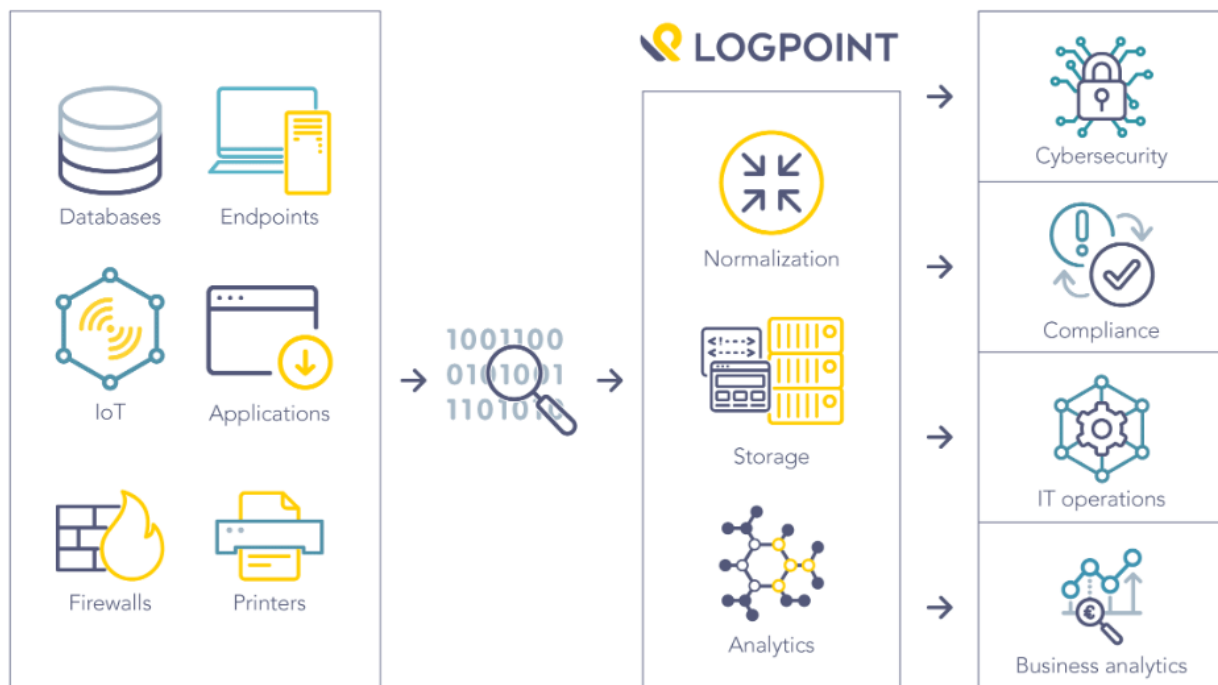 LOGPOINT
Databases
Endpoints
IoT
Applications
Firewalls
Printers
1001100
0101001
1101010
<!--->
<---->
Normalization
Storage
Analytics
Cybersecurity
Compliance
IT operations
€
Business analytics